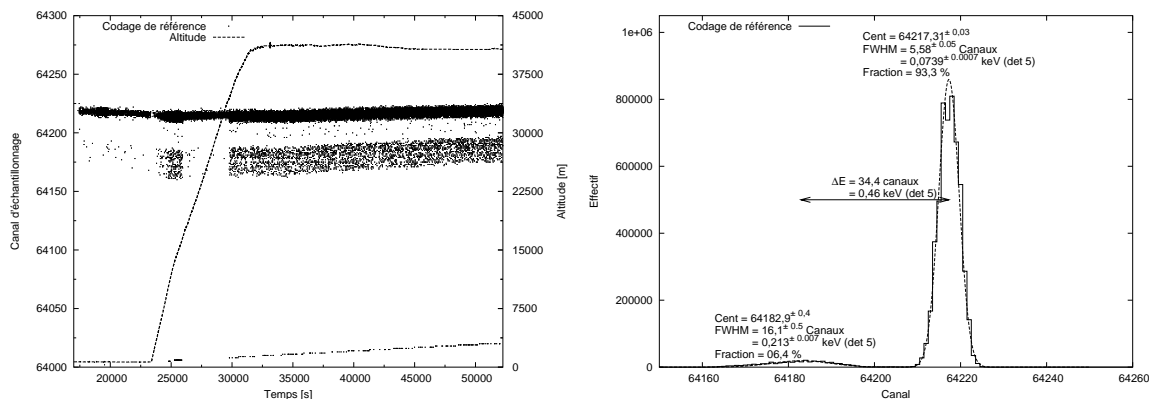 Codage de référence
Altitude
64300
64250
64200
64150
64100
64050
64000
Canal d'échantillonnage
20000 25000 30000 35000 40000 45000 50000
Temps [s]
45000
37500
30000
22500
15000
7500
0
Altitude [m]
Codage de référence
1e+06
800000
600000
400000
200000
0
Effectif
Cent = 64217,31± 0,03
FWHM = 5,58± 0.05 Canaux
= 0,0739± 0.0007 keV (det 5)
Fraction = 93,3 %
ΔE = 34,4 canaux
= 0,46 keV (det 5)
Cent = 64182,9± 0,4
FWHM = 16,1± 0.5 Canaux
= 0,213± 0.007 keV (det 5)
Fraction = 06,4 %
64160 64180 64200 64220 64240 64260
Canal